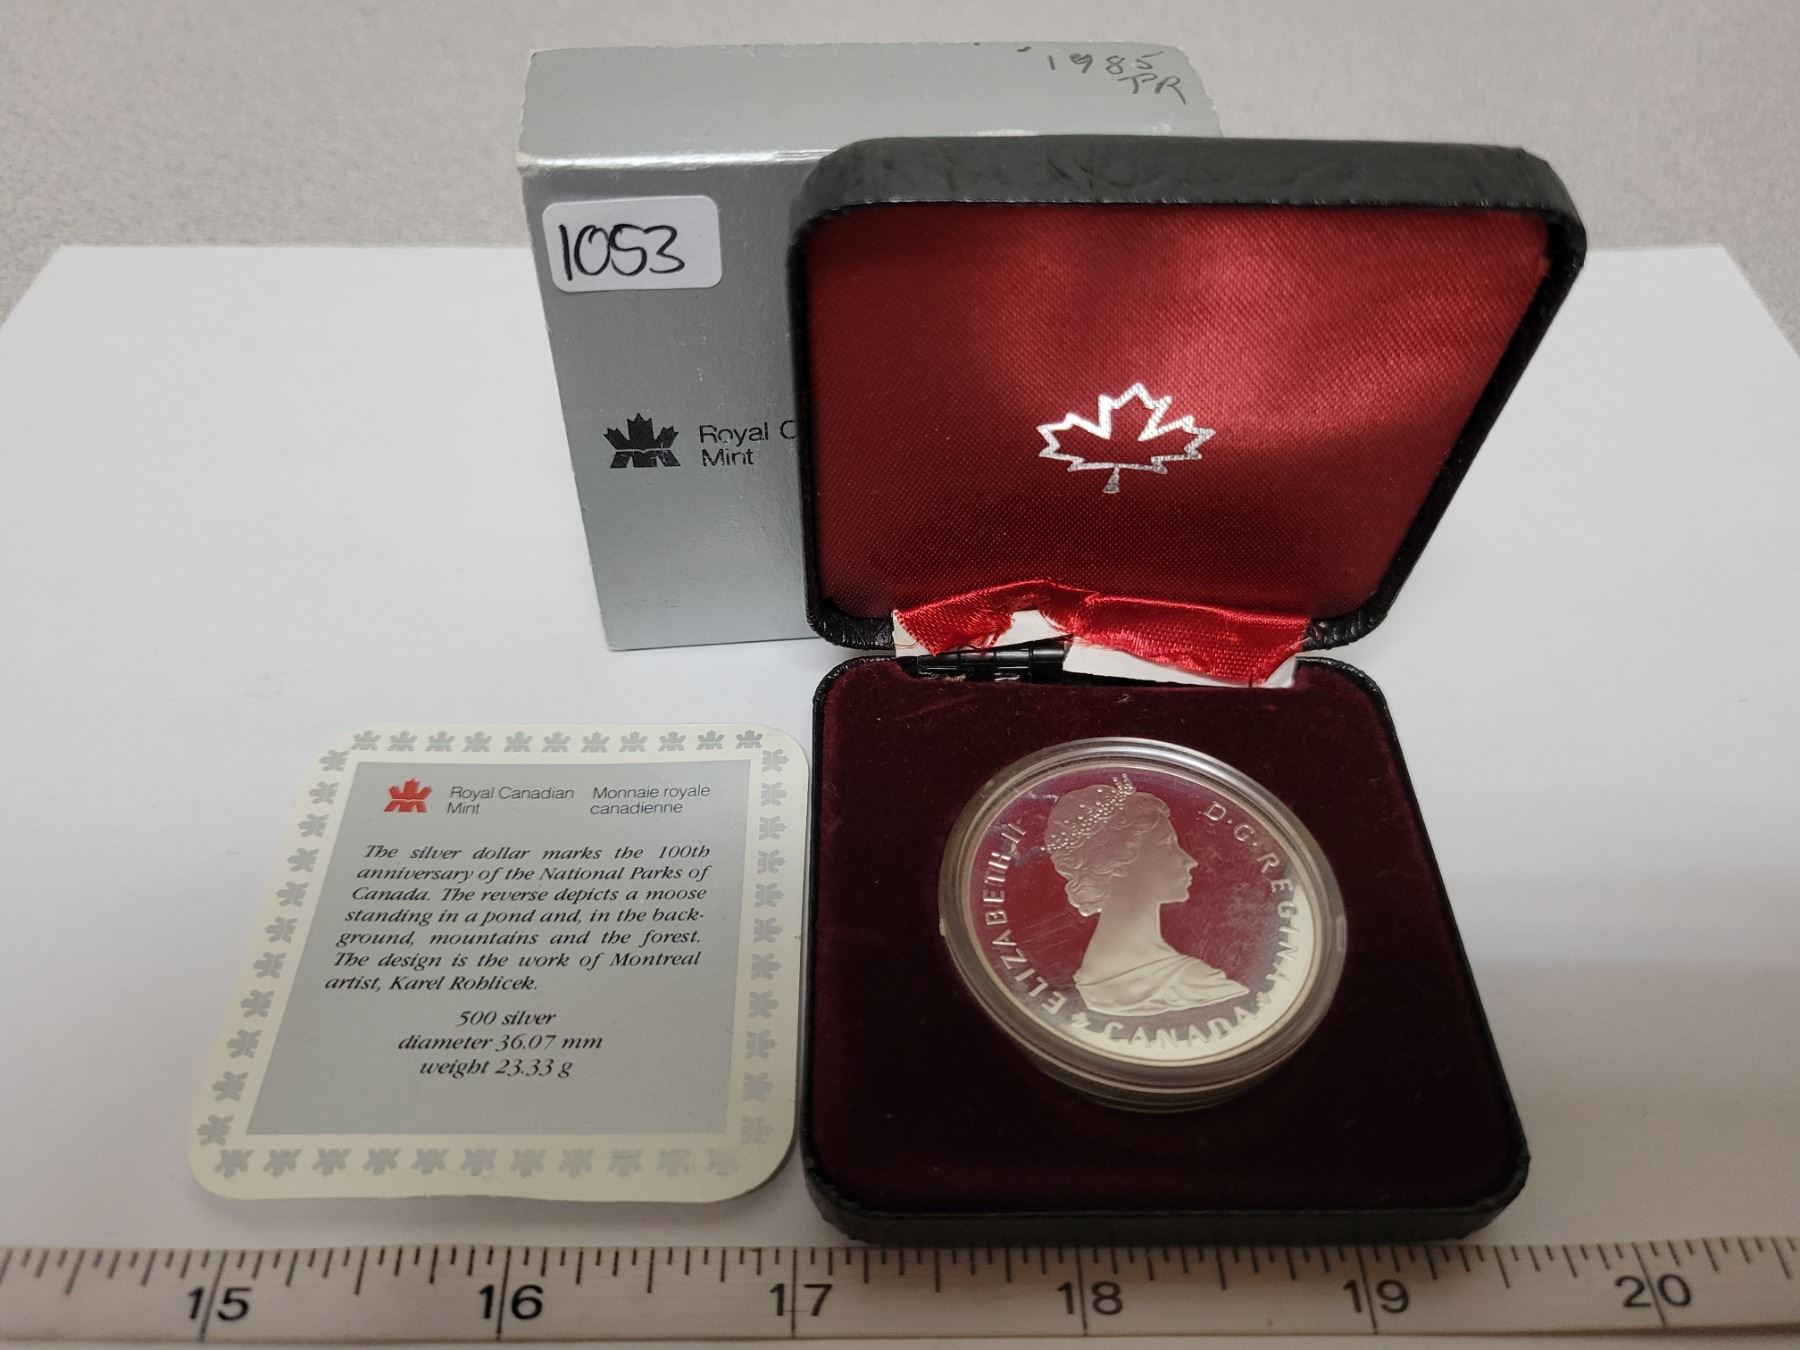 1985
PR
1053
Royal C
Mint
Royal Canadian
Mint
Monnaie royale
canadienne
The silver dollar marks the 100th
anniversary of the National Parks of
Canada. The reverse depicts a moose
standing in a pond and, in the back-
ground, mountains and the forest.
The design is the work of Montreal
artist, Karel Rohlicek.
500 silver
diameter 36.07 mm
weight 23.33 g
ELIZABETH II
D·G·REGINA
CANADA
15 16 17 18 19 20